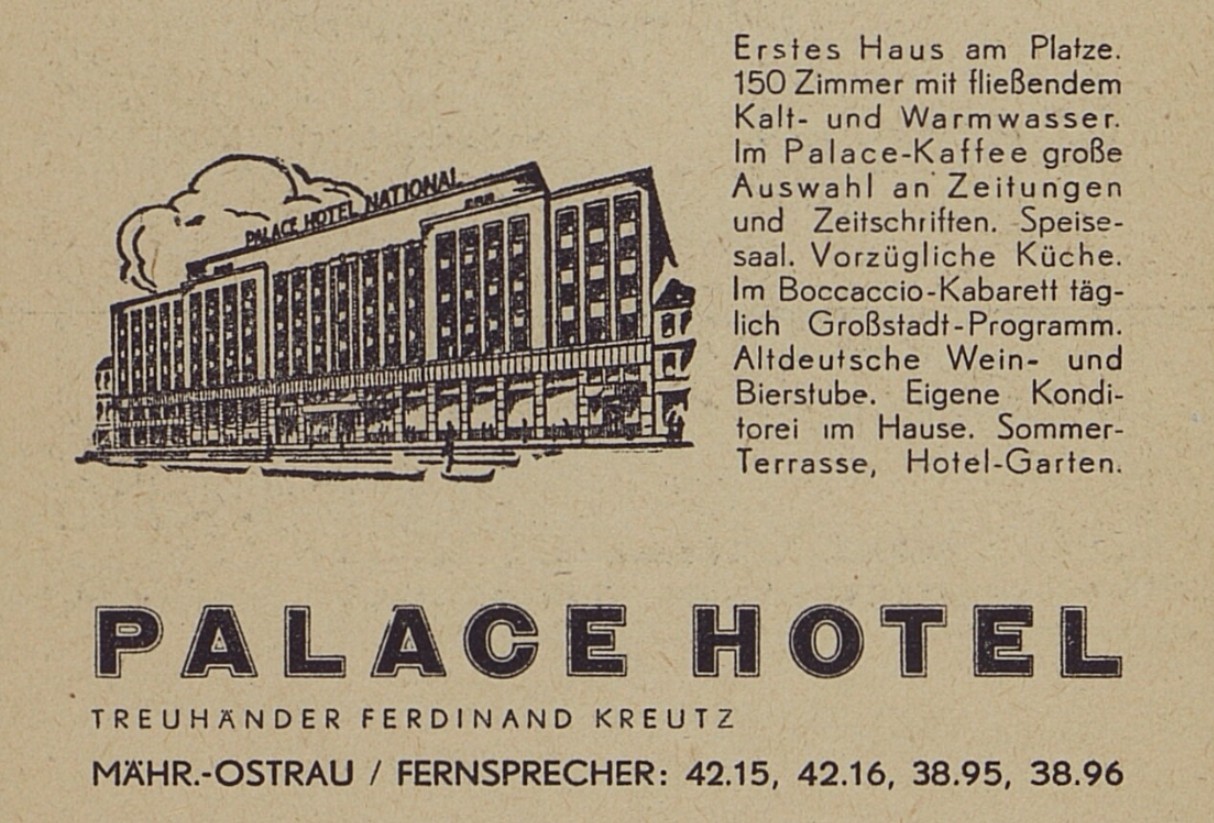 PALACE HOTEL NATIONAL
Erstes Haus am Platze.
150 Zimmer mit fließendem
Kalt- und Warmwasser.
Im Palace-Kaffee große
Auswahl an Zeitungen
und Zeitschriften. Speise-
saal. Vorzügliche Küche.
Im Boccaccio-Kabarett täg-
lich Großstadt-Programm.
Altdeutsche Wein- und
Bierstube. Eigene Kondi-
torei im Hause. Sommer-
Terrasse, Hotel-Garten.
PALACE HOTEL
TREUHÄNDER FERDINAND KREUTZ
MÄHR.-OSTRAU / FERNSPRECHER: 42.15, 42.16, 38.95, 38.96